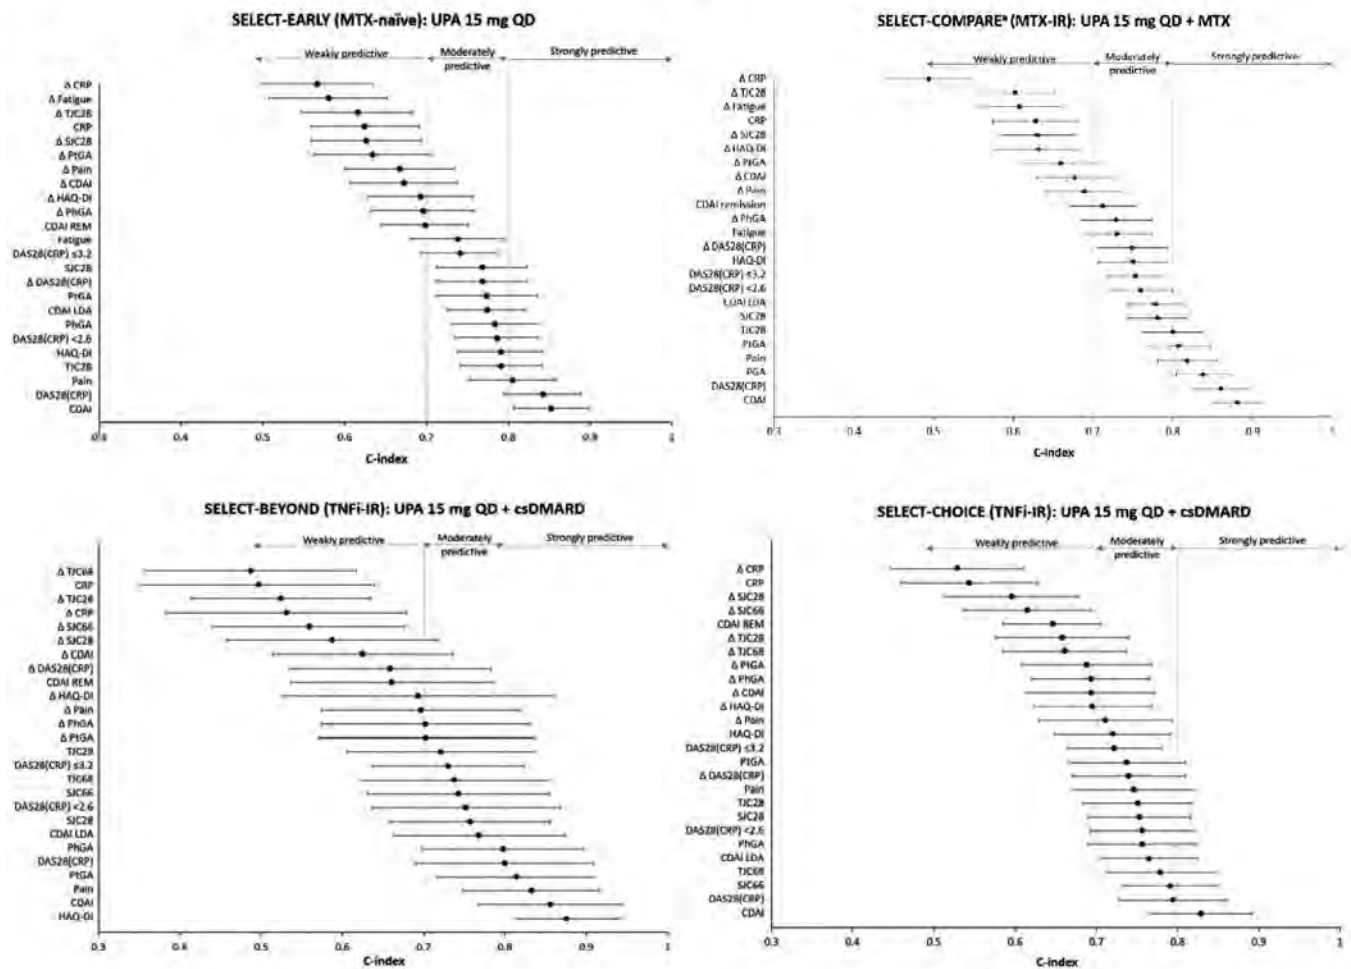 SELECT-EARLY (MTX-naïve): UPA 15 mg QD
Weakly predictive
Moderately
predictive
Strongly predictive
Δ CRP
Δ Fatigue
Δ TJC28
CRP
Δ SJC28
Δ PtGA
Δ Pain
Δ CDAI
Δ HAQ-DI
Δ PhGA
CDAI REM
Fatigue
DAS28(CRP) ≤3.2
SJC28
Δ DAS28(CRP)
PtGA
CDAI LDA
PhGA
DAS28(CRP) <2.6
HAQ-DI
TJC28
Pain
DAS28(CRP)
CDAI
0.3 0.4 0.5 0.6 0.7 0.8 0.9 1
C-index
SELECT-COMPAREᵃ (MTX-IR): UPA 15 mg QD + MTX
Weakly predictive
Moderately
predictive
Strongly predictive
Δ CRP
Δ TJC28
Δ Fatigue
CRP
Δ SJC28
Δ HAQ-DI
Δ PtGA
Δ CDAI
Δ Pain
CDAI remission
Δ PhGA
Fatigue
Δ DAS28(CRP)
HAQ-DI
DAS28(CRP) ≤3.2
DAS28(CRP) <2.6
CDAI LDA
SJC28
TJC28
PtGA
Pain
PGA
DAS28(CRP)
CDAI
0.3 0.4 0.5 0.6 0.7 0.8 0.9 1
C-index
SELECT-BEYOND (TNFi-IR): UPA 15 mg QD + csDMARD
Weakly predictive
Moderately
predictive
Strongly predictive
Δ TJC68
CRP
Δ TJC28
Δ CRP
Δ SJC66
Δ SJC28
Δ CDAI
Δ DAS28(CRP)
CDAI REM
Δ HAQ-DI
Δ Pain
Δ PhGA
Δ PtGA
TJC28
DAS28(CRP) ≤3.2
TJC68
SJC66
DAS28(CRP) <2.6
SJC28
CDAI LDA
PhGA
DAS28(CRP)
PtGA
Pain
CDAI
HAQ-DI
0.3 0.4 0.5 0.6 0.7 0.8 0.9 1
C-index
SELECT-CHOICE (TNFi-IR): UPA 15 mg QD + csDMARD
Weakly predictive
Moderately
predictive
Strongly predictive
Δ CRP
CRP
Δ SJC28
Δ SJC66
CDAI REM
Δ TJC28
Δ TJC68
Δ PtGA
Δ PhGA
Δ CDAI
Δ HAQ-DI
Δ Pain
HAQ-DI
DAS28(CRP) ≤3.2
PtGA
Δ DAS28(CRP)
Pain
TJC28
SJC28
DAS28(CRP) <2.6
PhGA
CDAI LDA
TJC68
SJC66
DAS28(CRP)
CDAI
0.3 0.4 0.5 0.6 0.7 0.8 0.9 1
C-index